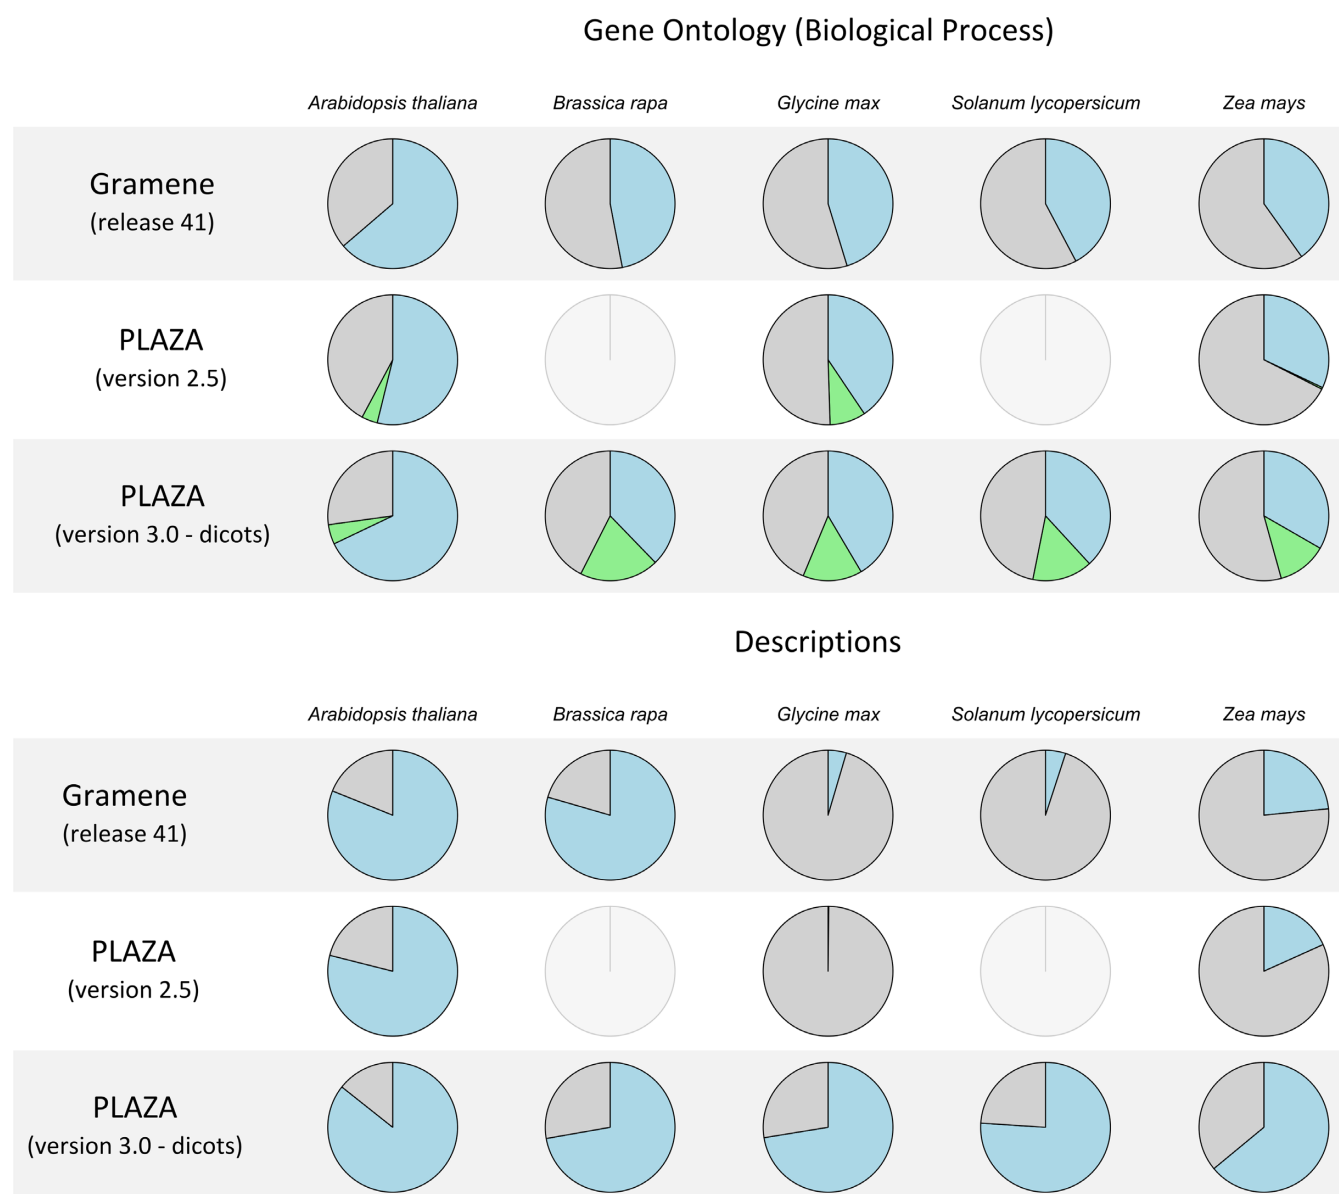 Gene Ontology (Biological Process)
Arabidopsis thaliana Brassica rapa Glycine max Solanum lycopersicum Zea mays
Gramene
(release 41)
PLAZA
(version 2.5)
PLAZA
(version 3.0 - dicots)
Descriptions
Arabidopsis thaliana Brassica rapa Glycine max Solanum lycopersicum Zea mays
Gramene
(release 41)
PLAZA
(version 2.5)
PLAZA
(version 3.0 - dicots)